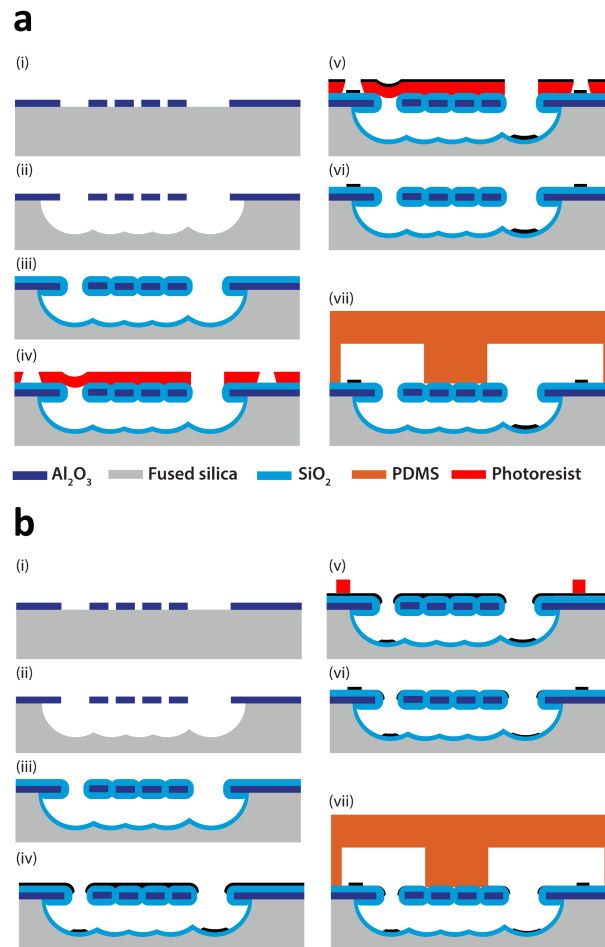 a
(i)
(ii)
(iii)
(iv)
(v)
(vi)
(vii)
Al₂O₃ Fused silica SiO₂ PDMS Photoresist
b
(i)
(ii)
(iii)
(iv)
(v)
(vi)
(vii)